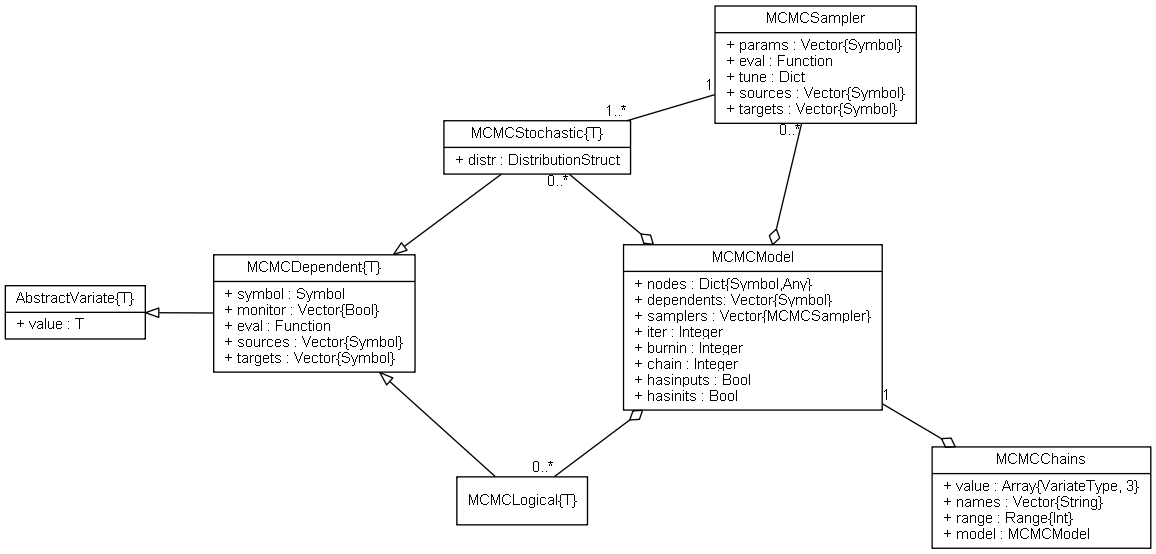 MCMCSampler
+ params : Vector{Symbol}
+ eval : Function
+ tune : Dict
+ sources : Vector{Symbol}
+ targets : Vector{Symbol}
1
1..*
0..*
MCMCStochastic{T}
+ distr : DistributionStruct
0..*
MCMCModel
+ nodes : Dict{Symbol,Any}
+ dependents: Vector{Symbol}
+ samplers : Vector{MCMCSampler}
+ iter : Integer
+ burnin : Integer
+ chain : Integer
+ hasinputs : Bool
+ hasinits : Bool
MCMCDependent{T}
+ symbol : Symbol
+ monitor : Vector{Bool}
+ eval : Function
+ sources : Vector{Symbol}
+ targets : Vector{Symbol}
AbstractVariate{T}
+ value : T
1
0..*
MCMCLogical{T}
MCMCChains
+ value : Array{VariateType, 3}
+ names : Vector{String}
+ range : Range{Int}
+ model : MCMCModel